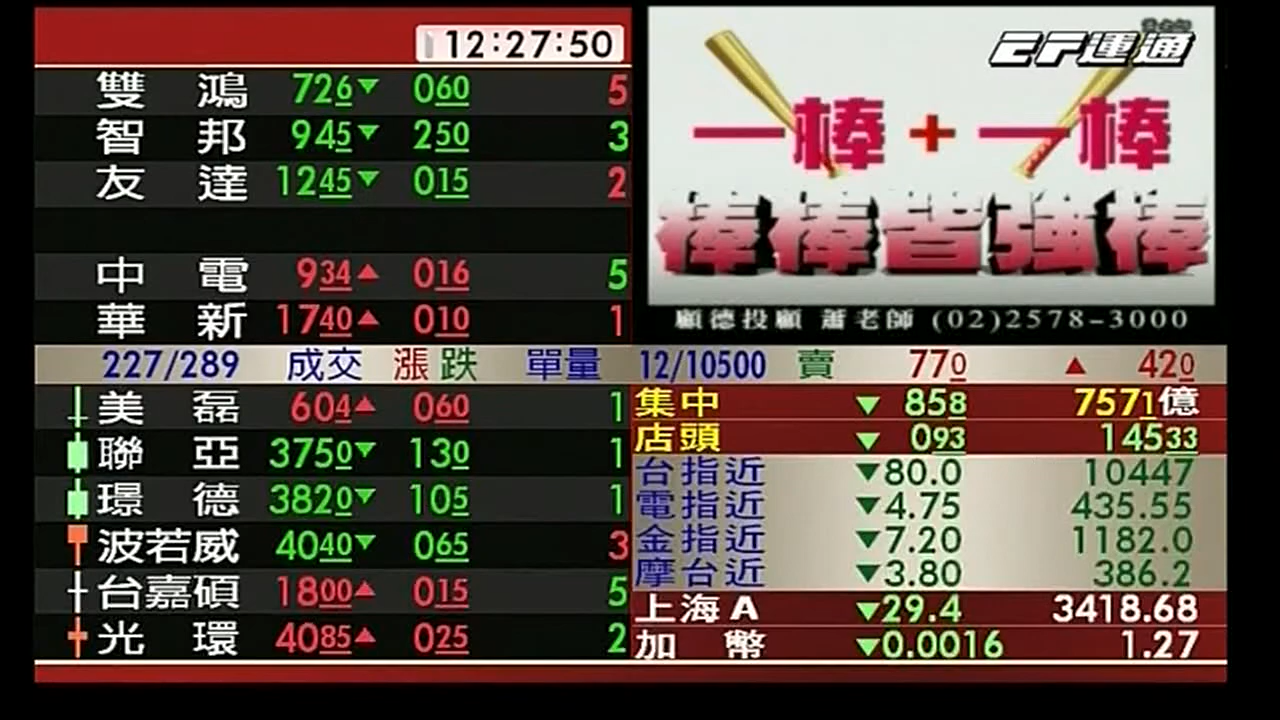 12:27:50
雙鴻 726▼ 060 5
智邦 945▼ 250 3
友達 1245▼ 015 2
中電 934▲ 016 5
華新 1740▲ 010 1
227/289 成交 漲跌 單量
美磊 604▲ 060 1
聯亞 3750▼ 130 1
璟德 3820▼ 105 1
波若威 4040▼ 065 3
台嘉碩 1800▲ 015 5
光環 4085▲ 025 2
運通
一棒+一棒
棒棒皆強棒
顧德投顧 蕭老師 (02)2578-3000
12/10500 賣 770 ▲ 420
集中 ▼ 858 7571億
店頭 ▼ 093 14533
台指近 ▼80.0 10447
電指近 ▼4.75 435.55
金指近 ▼7.20 1182.0
摩台近 ▼3.80 386.2
上海A ▼29.4 3418.68
加幣 ▼0.0016 1.27